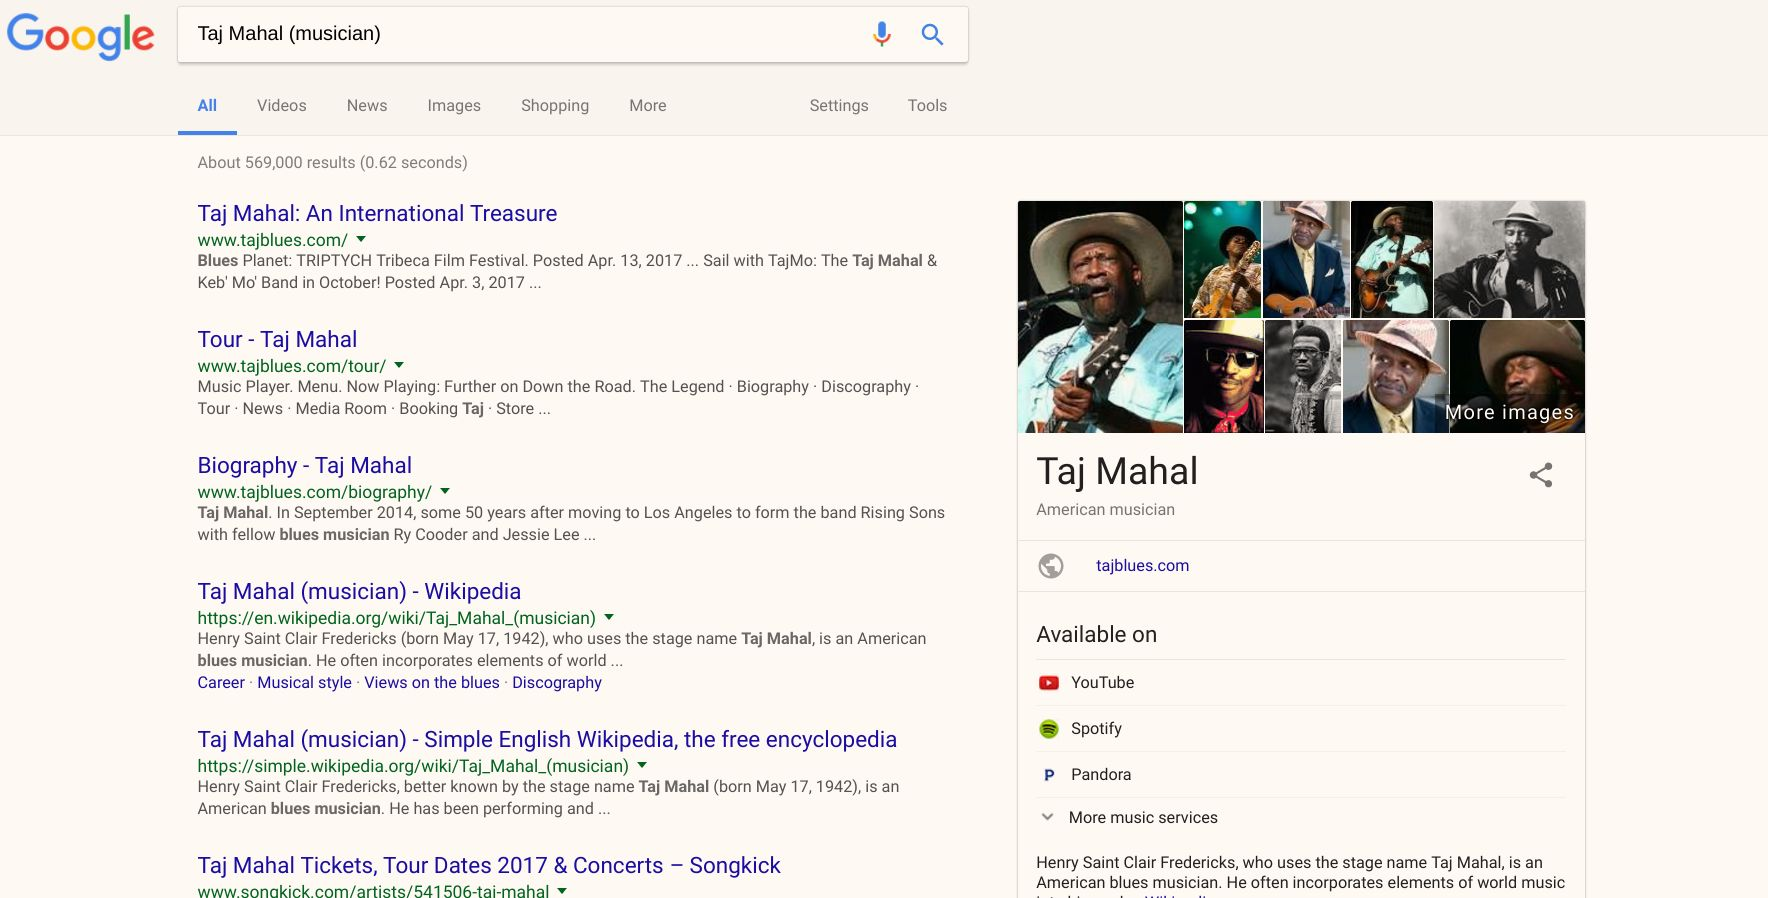 Google
Taj Mahal (musician)
All Videos News Images Shopping More Settings Tools
About 569,000 results (0.62 seconds)
Taj Mahal: An International Treasure
www.tajblues.com/
Blues Planet: TRIPTYCH Tribeca Film Festival. Posted Apr. 13, 2017 ... Sail with TajMo: The Taj Mahal &
Keb' Mo' Band in October! Posted Apr. 3, 2017 ...
Tour - Taj Mahal
www.tajblues.com/tour/
Music Player. Menu. Now Playing: Further on Down the Road. The Legend · Biography · Discography ·
Tour · News · Media Room · Booking Taj · Store ...
Biography - Taj Mahal
www.tajblues.com/biography/
Taj Mahal. In September 2014, some 50 years after moving to Los Angeles to form the band Rising Sons
with fellow blues musician Ry Cooder and Jessie Lee ...
Taj Mahal (musician) - Wikipedia
https://en.wikipedia.org/wiki/Taj_Mahal_(musician)
Henry Saint Clair Fredericks (born May 17, 1942), who uses the stage name Taj Mahal, is an American
blues musician. He often incorporates elements of world ...
Career · Musical style · Views on the blues · Discography
Taj Mahal (musician) - Simple English Wikipedia, the free encyclopedia
https://simple.wikipedia.org/wiki/Taj_Mahal_(musician)
Henry Saint Clair Fredericks, better known by the stage name Taj Mahal (born May 17, 1942), is an
American blues musician. He has been performing and ...
Taj Mahal Tickets, Tour Dates 2017 & Concerts – Songkick
www.songkick.com/artists/541506-taj-mahal
More images
Taj Mahal
American musician
tajblues.com
Available on
YouTube
Spotify
P Pandora
More music services
Henry Saint Clair Fredericks, who uses the stage name Taj Mahal, is an
American blues musician. He often incorporates elements of world music